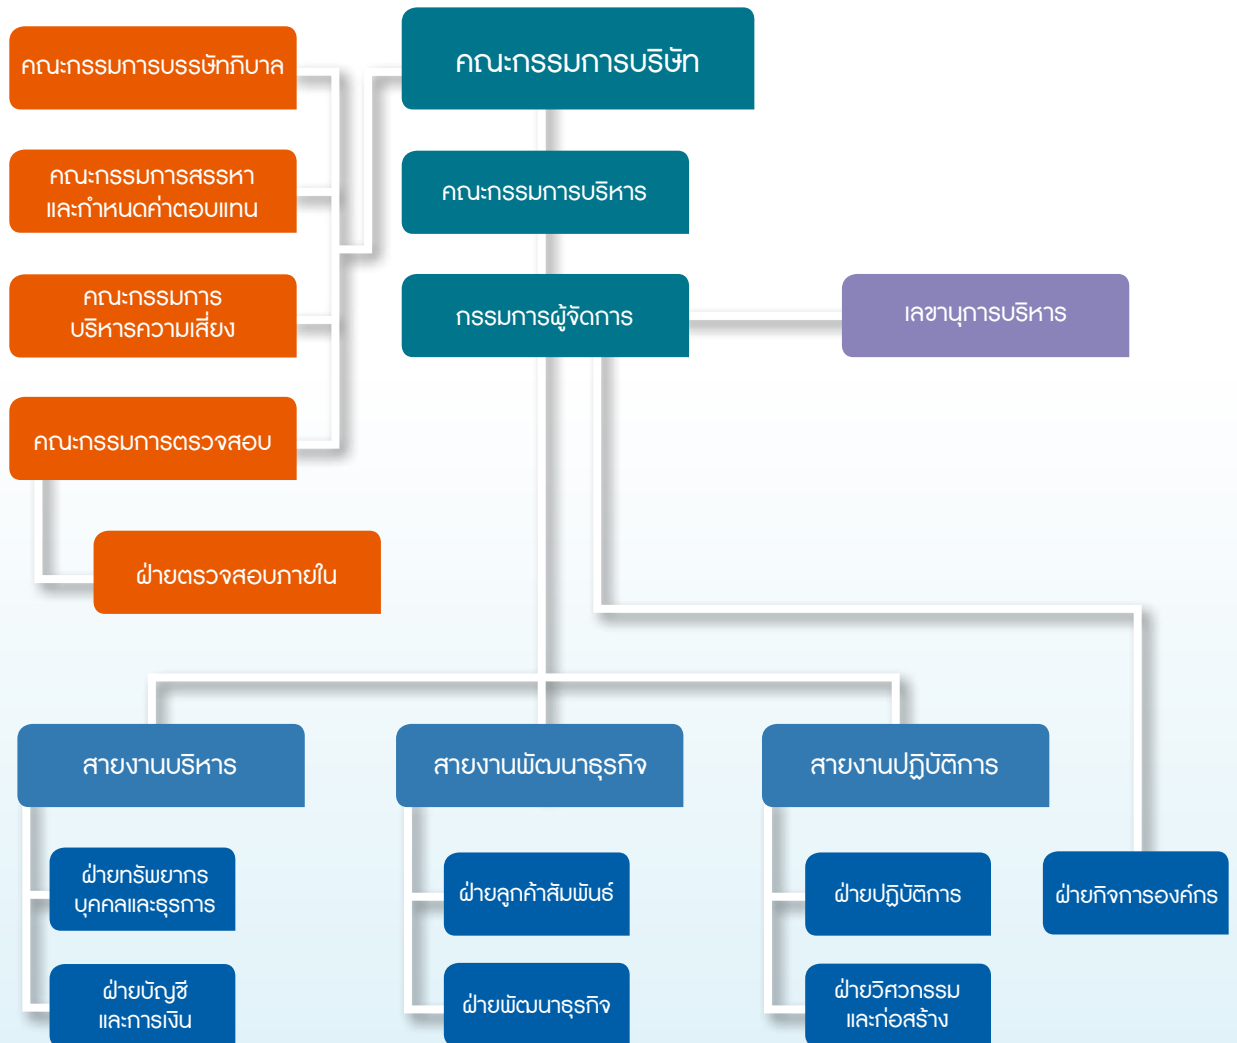 คณะกรรมการบริษัท
คณะกรรมการบรรษัทภิบาล
คณะกรรมการสรรหา
และกำหนดค่าตอบแทน
คณะกรรมการบริหาร
คณะกรรมการ
บริหารความเสี่ยง
กรรมการผู้จัดการ
เลขานุการบริหาร
คณะกรรมการตรวจสอบ
ฝ่ายตรวจสอบภายใน
สายงานบริหาร
สายงานพัฒนาธุรกิจ
สายงานปฏิบัติการ
ฝ่ายทรัพยากร
บุคคลและธุรการ
ฝ่ายลูกค้าสัมพันธ์
ฝ่ายปฏิบัติการ
ฝ่ายกิจการองค์กร
ฝ่ายบัญชี
และการเงิน
ฝ่ายพัฒนาธุรกิจ
ฝ่ายวิศวกรรม
และก่อสร้าง